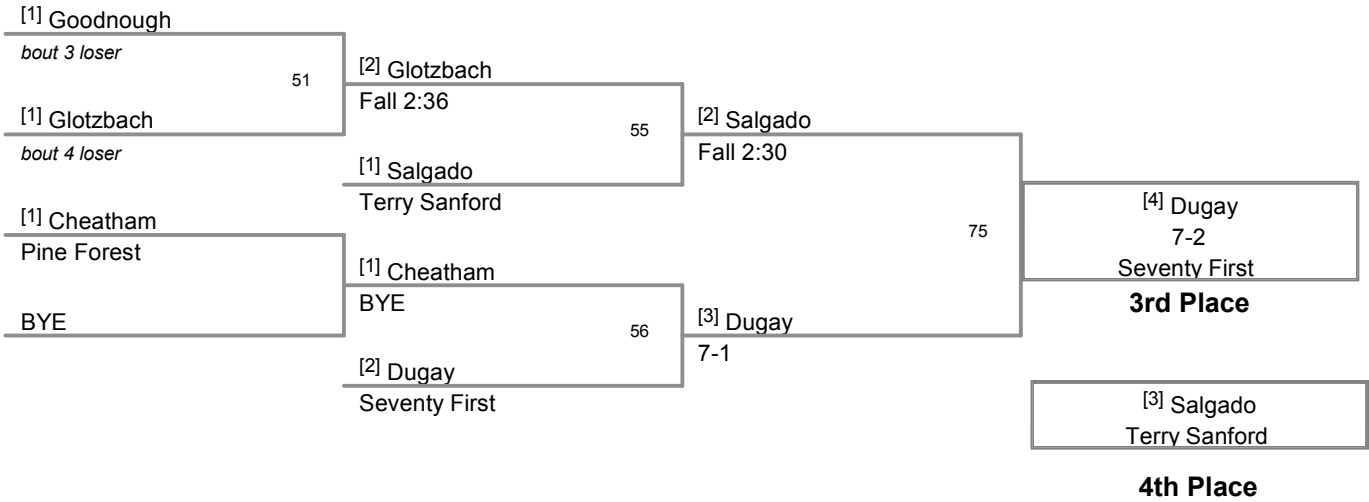 [1] Goodnough
bout 3 loser
51
[1] Glotzbach
bout 4 loser
[1] Cheatham
Pine Forest
BYE
[2] Glotzbach
Fall 2:36
55
[1] Salgado
Terry Sanford
[1] Cheatham
BYE
56
[2] Dugay
Seventy First
[2] Salgado
Fall 2:30
75
[3] Dugay
7-1
[4] Dugay
7-2
Seventy First
3rd Place
[3] Salgado
Terry Sanford
4th Place